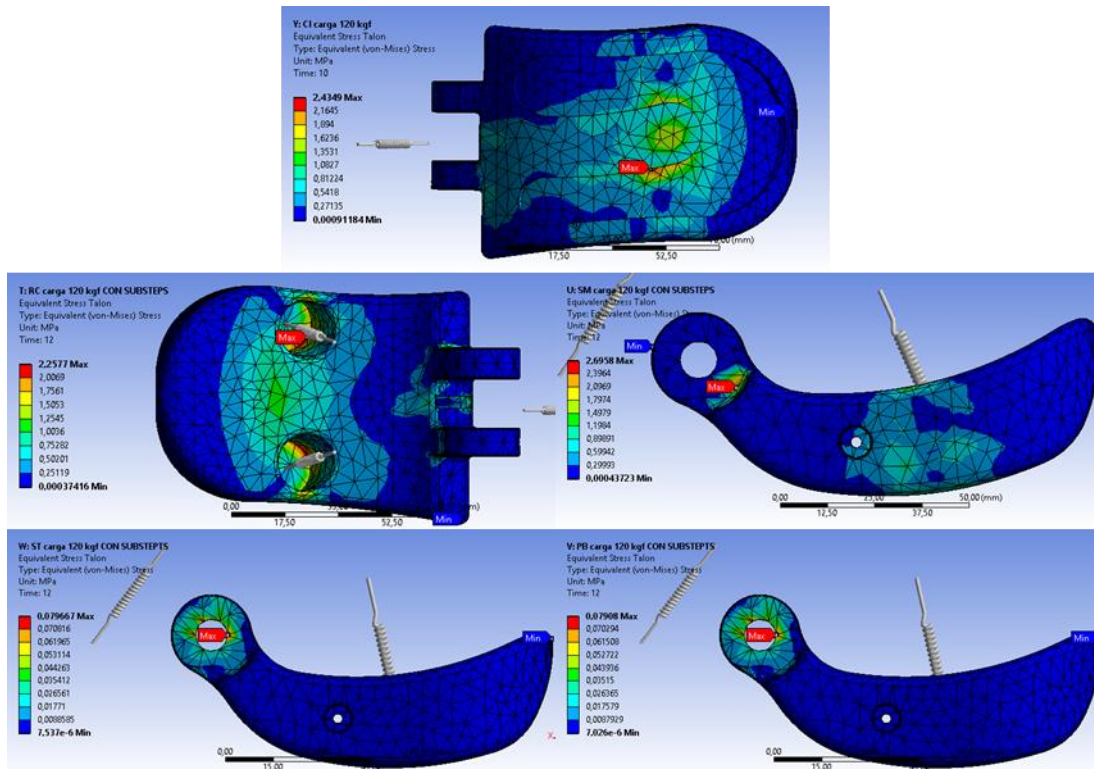 Y: CI carga 120 kgf
Equivalent Stress Talon
Type: Equivalent (von-Mises) Stress
Unit: MPa
Time: 10
2,4349 Max
2,1645
1,894
1,6236
1,3531
1,0827
0,81224
0,5418
0,27135
0,00091184 Min
Min
Max
(mm)
17,50
52,50
T: RC carga 120 kgf CON SUBSTEPS
Equivalent Stress Talon
Type: Equivalent (von-Mises) Stress
Unit: MPa
Time: 12
2,2577 Max
2,0069
1,7561
1,5053
1,2545
1,0036
0,75282
0,50201
0,25119
0,00037416 Min
Max
Min
0,00
(mm)
17,50
52,50
U: SM carga 120 kgf CON SUBSTEPS
Equivalent Stress Talon
Type: Equivalent (von-Mises) Stress
Unit: MPa
Time: 12
2,6958 Max
2,3964
2,0969
1,7974
1,4979
1,1984
0,89891
0,59942
0,29993
0,00043723 Min
Min
Max
0,00
25,00
50,00 (mm)
12,50
37,50
W: ST carga 120 kgf CON SUBSTEPTS
Equivalent Stress Talon
Type: Equivalent (von-Mises) Stress
Unit: MPa
Time: 12
0,079667 Max
0,070816
0,061965
0,053114
0,044263
0,035412
0,026561
0,01771
0,0088585
7,537e-6 Min
Max
Min
0,00
15,00
X
V: PB carga 120 kgf CON SUBSTEPTS
Equivalent Stress Talon
Type: Equivalent (von-Mises) Stress
Unit: MPa
Time: 12
0,07908 Max
0,070294
0,061508
0,052722
0,043936
0,03515
0,026365
0,017579
0,0087929
7,026e-6 Min
Max
Min
0,00
15,00